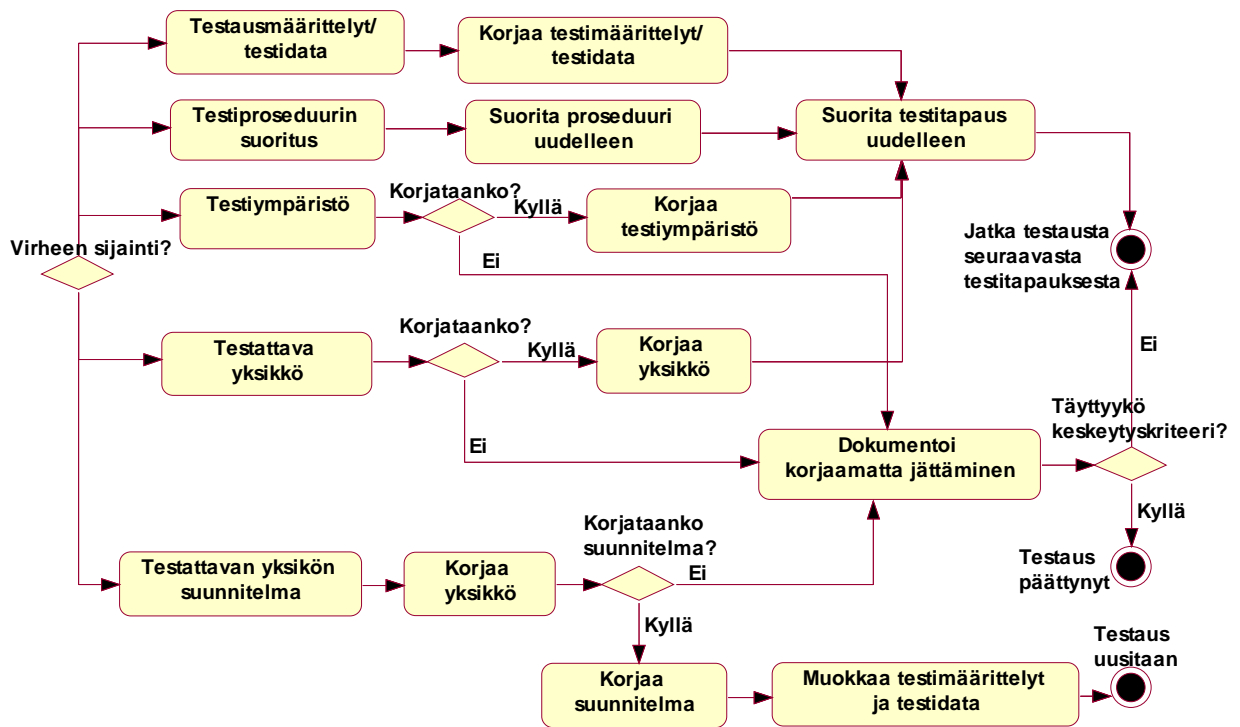 Testausmäärittelyt/
testidata
Korjaa testimäärittelyt/
testidata
Testiproseduurin
suoritus
Suorita proseduuri
uudelleen
Suorita testitapaus
uudelleen
Testiympäristö
Korjataanko?
Kyllä
Korjaa
testiympäristö
Ei
Jatka testausta
seuraavasta
testitapauksesta
Virheen sijainti?
Testattava
yksikkö
Korjataanko?
Kyllä
Korjaa
yksikkö
Ei
Ei
Täyttyykö
keskeytyskriteeri?
Dokumentoi
korjaamatta jättäminen
Kyllä
Testaus
päättynyt
Testattavan yksikön
suunnitelma
Korjaa
yksikkö
Korjataanko
suunnitelma?
Ei
Kyllä
Korjaa
suunnitelma
Muokkaa testimäärittelyt
ja testidata
Testaus
uusitaan